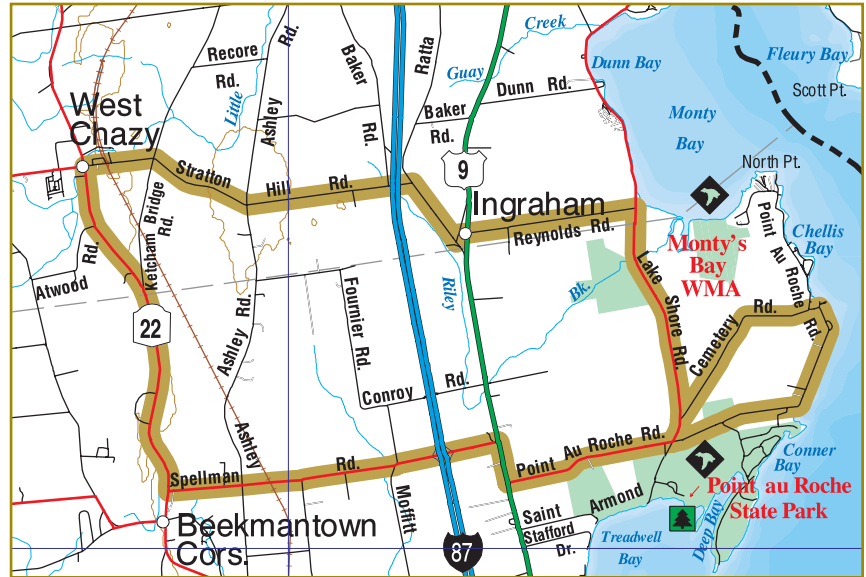 Creek
Recore
Rd.
Rd.
Baker
Ratta
Guay
Dunn Bay
Fleury Bay
Scott Pt.
West
Chazy
Little
Ashley
Rd.
Baker
Rd.
Dunn Rd.
Monty
Bay
9
North Pt.
Stratton
Hill
Rd.
Ketcham Bridge
Rd.
Ingraham
Reynolds Rd.
Monty's
Bay
WMA
Point Au Roche
Rd.
Chellis
Bay
Atwood
Rd.
22
Ashley Rd.
Fournier Rd.
Riley
Bk.
Lake Shore Rd.
Cemetery
Rd.
Conroy
Rd.
Ashley
Spellman
Rd.
Point Au Roche Rd.
Conner
Bay
Moffitt
Saint
Armond
Stafford
Dr.
Point au Roche
State Park
Deep Bay
Treadwell
Bay
Beekmantown
Cors.
87